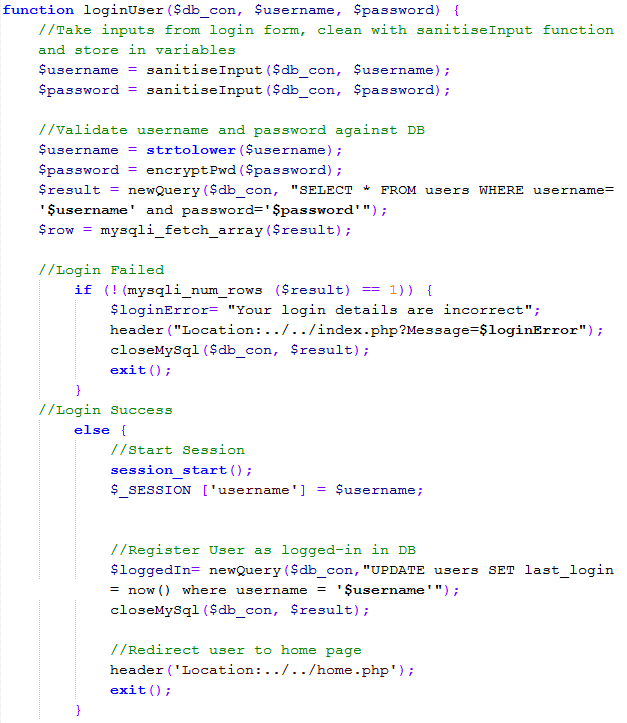 function loginUser($db_con, $username, $password) {
//Take inputs from login form, clean with sanitiseInput function
and store in variables
$username = sanitiseInput($db_con, $username);
$password = sanitiseInput($db_con, $password);
//Validate username and password against DB
$username = strtolower($username);
$password = encryptPwd($password);
$result = newQuery($db_con, "SELECT * FROM users WHERE username=
'$username' and password='$password'");
$row = mysqli_fetch_array($result);
//Login Failed
if (!(mysqli_num_rows ($result) == 1)) {
$loginError= "Your login details are incorrect";
header("Location:../../index.php?Message=$loginError");
closeMySql($db_con, $result);
exit();
}
//Login Success
else {
//Start Session
session_start();
$_SESSION ['username'] = $username;
//Register User as logged-in in DB
$loggedIn= newQuery($db_con,"UPDATE users SET last_login
= now() where username = '$username'");
closeMySql($db_con, $result);
//Redirect user to home page
header('Location:../../home.php');
exit();
}